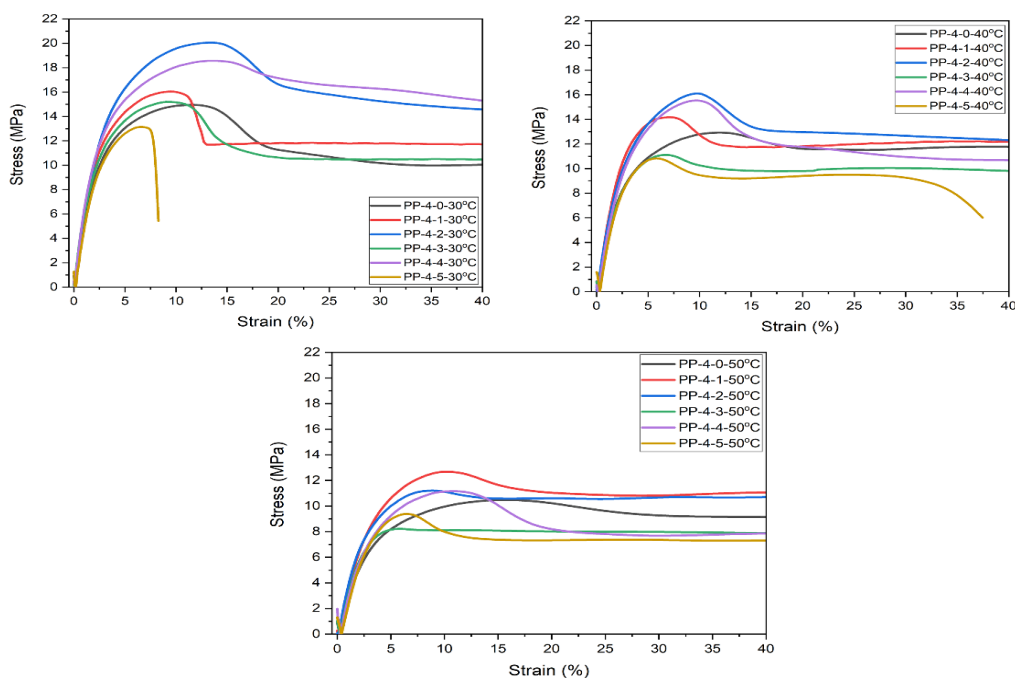 22
20
18
16
14
12
10
8
6
4
2
0
Stress (MPa)
PP-4-0-30ºC
PP-4-1-30ºC
PP-4-2-30ºC
PP-4-3-30ºC
PP-4-4-30ºC
PP-4-5-30ºC
0 5 10 15 20 25 30 35 40
Strain (%)
22
20
18
16
14
12
10
8
6
4
2
0
Stress (MPa)
PP-4-0-40ºC
PP-4-1-40ºC
PP-4-2-40ºC
PP-4-3-40ºC
PP-4-4-40ºC
PP-4-5-40ºC
0 5 10 15 20 25 30 35 40
Strain (%)
22
20
18
16
14
12
10
8
6
4
2
0
Stress (MPa)
PP-4-0-50ºC
PP-4-1-50ºC
PP-4-2-50ºC
PP-4-3-50ºC
PP-4-4-50ºC
PP-4-5-50ºC
0 5 10 15 20 25 30 35 40
Strain (%)